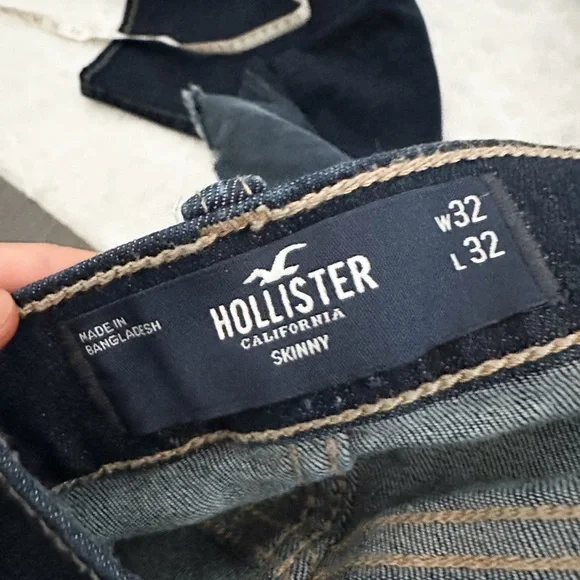 MADE IN
BANGLADESH
HOLLISTER
CALIFORNIA
SKINNY
W32
L32